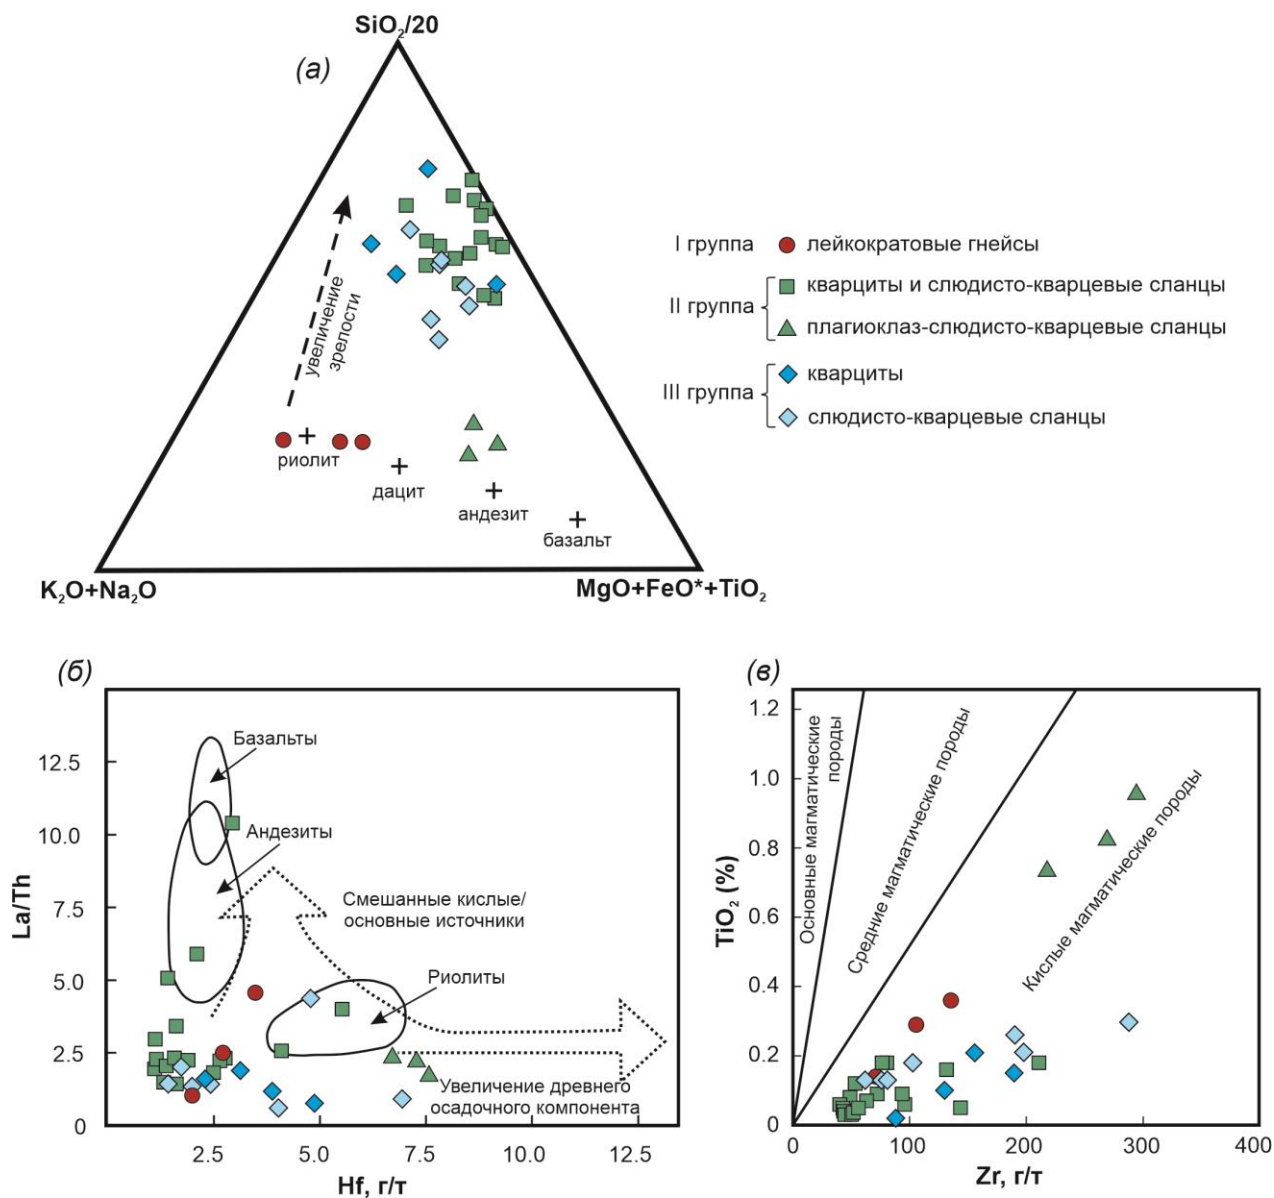 SiO₂/20
(а)
увеличение
зрелости
риолит
дацит
андезит
базальт
K₂O+Na₂O
MgO+FeO*+TiO₂
I группа
лейкократовые гнейсы
II группа
кварциты и слюдисто-кварцевые сланцы
плагиоклаз-слюдисто-кварцевые сланцы
III группа
кварциты
слюдисто-кварцевые сланцы
(б)
La/Th
12.5
10.0
7.5
5.0
2.5
0
Базальты
Андезиты
Смешанные кислые/
основные источники
Риолиты
Увеличение древнего
осадочного компонента
2.5
5.0
7.5
10.0
12.5
Hf, г/т
(в)
TiO₂ (%)
1.2
1.0
0.8
0.6
0.4
0.2
0
Основные магматические
породы
Средние магматические породы
Кислые магматические породы
0
100
200
300
400
Zr, г/т